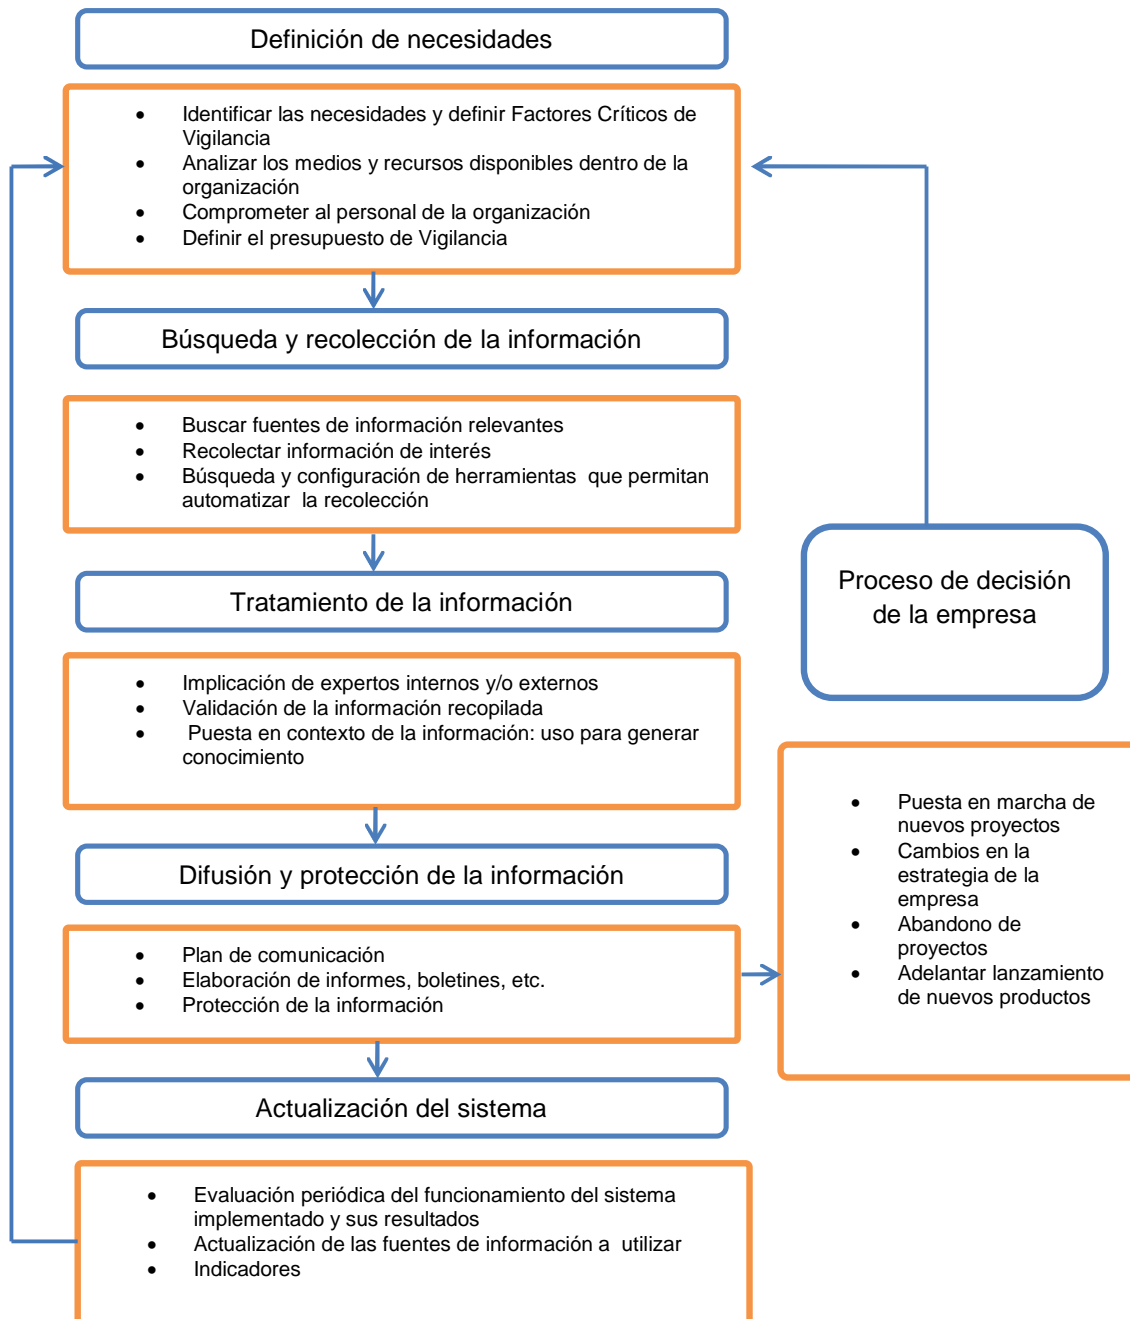 Definición de necesidades
• Identificar las necesidades y definir Factores Críticos de
Vigilancia
• Analizar los medios y recursos disponibles dentro de la
organización
• Comprometer al personal de la organización
• Definir el presupuesto de Vigilancia
Búsqueda y recolección de la información
• Buscar fuentes de información relevantes
• Recolectar información de interés
• Búsqueda y configuración de herramientas que permitan
automatizar la recolección
Tratamiento de la información
• Implicación de expertos internos y/o externos
• Validación de la información recopilada
• Puesta en contexto de la información: uso para generar
conocimiento
Difusión y protección de la información
• Plan de comunicación
• Elaboración de informes, boletines, etc.
• Protección de la información
Actualización del sistema
• Evaluación periódica del funcionamiento del sistema
implementado y sus resultados
• Actualización de las fuentes de información a utilizar
• Indicadores
Proceso de decisión
de la empresa
• Puesta en marcha de
nuevos proyectos
• Cambios en la
estrategia de la
empresa
• Abandono de
proyectos
• Adelantar lanzamiento
de nuevos productos